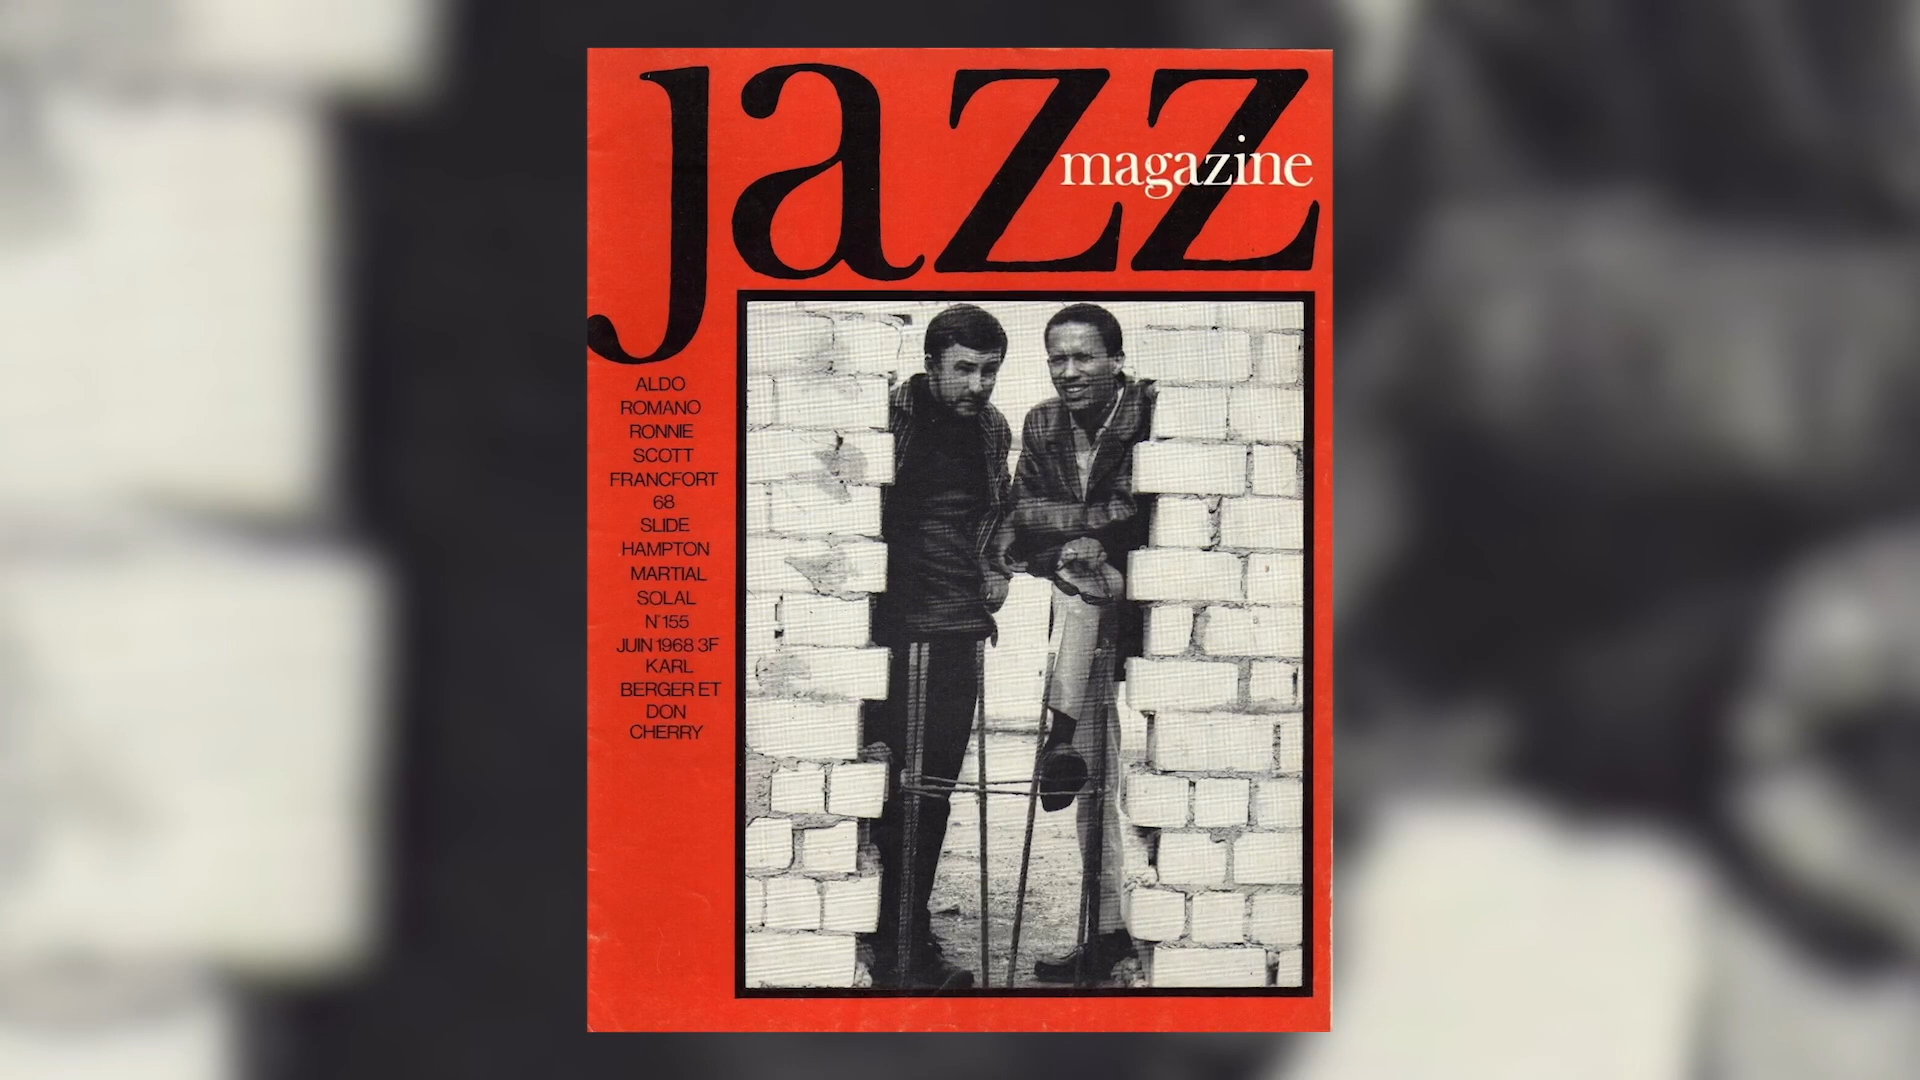 jazz
magazine
ALDO
ROMANO
RONNIE
SCOTT
FRANCFORT
68
SLIDE
HAMPTON
MARTIAL
SOLAL
N°155
JUIN 1968 3F
KARL
BERGER ET
DON
CHERRY